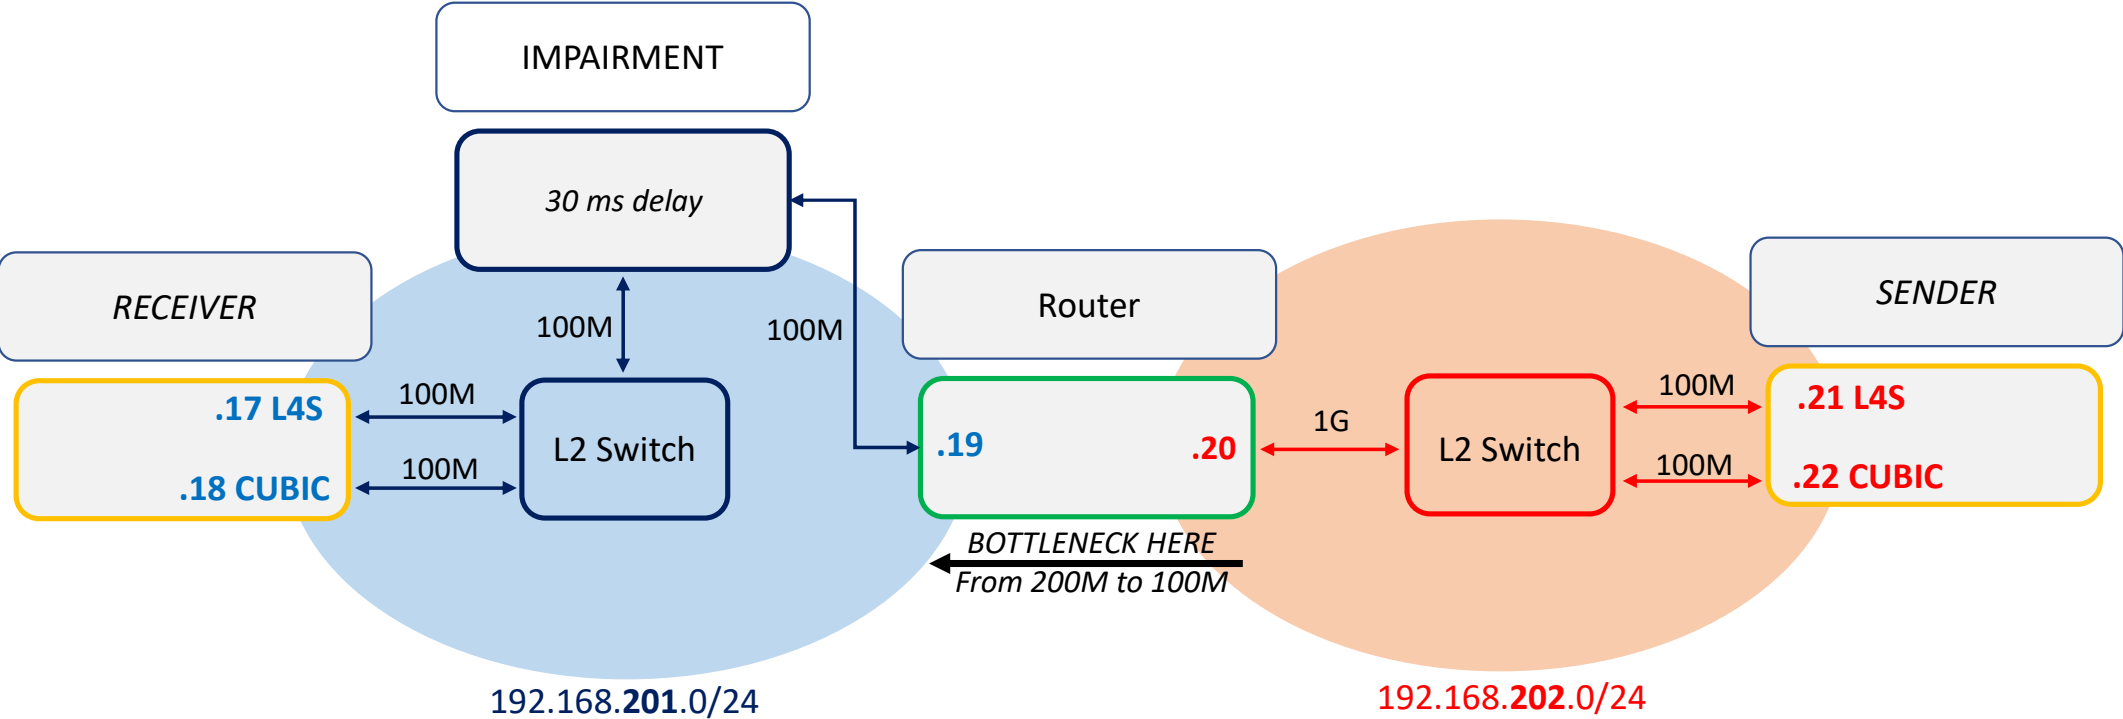 IMPAIRMENT
30 ms delay
RECEIVER
Router
SENDER
100M
100M
100M
.17 L4S
100M
.18 CUBIC
L2 Switch
.19
.20
1G
L2 Switch
100M
.21 L4S
100M
.22 CUBIC
BOTTLENECK HERE
From 200M to 100M
192.168.201.0/24
192.168.202.0/24